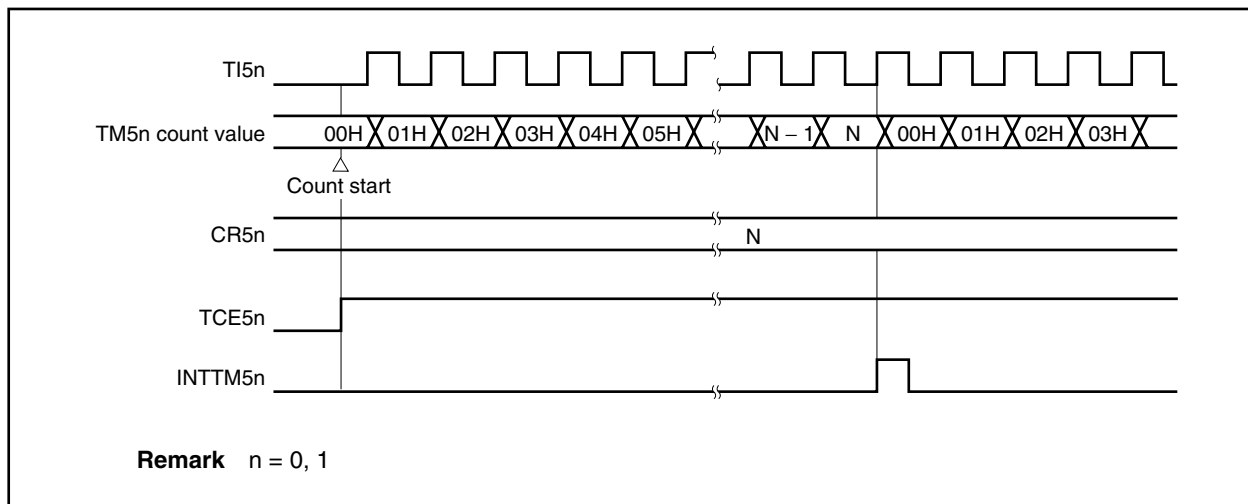 TI5n
TM5n count value 00H 01H 02H 03H 04H 05H N – 1 N 00H 01H 02H 03H
Count start
CR5n N
TCE5n
INTTM5n
Remark n = 0, 1